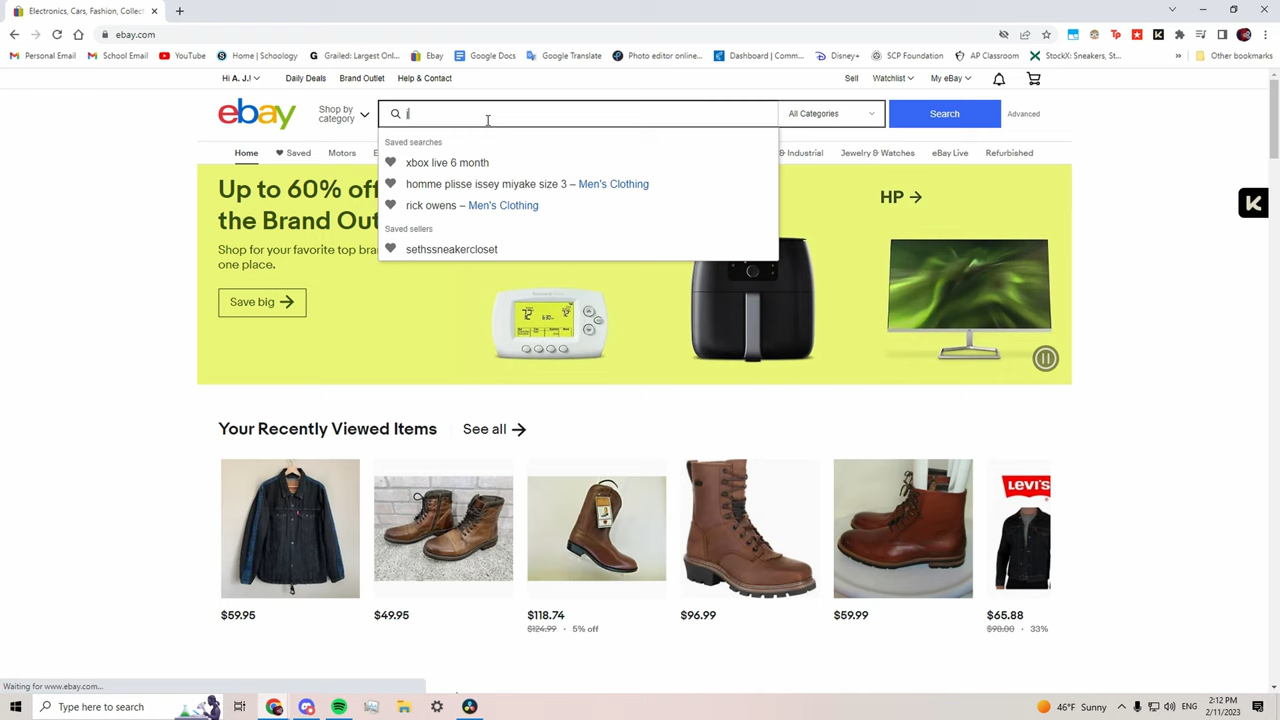 Electronics, Cars, Fashion, Collect
ebay.com
Personal Email
School Email
YouTube
Home | Schoology
Grailed: Largest Onl...
Ebay
Google Docs
Google Translate
Photo editor online...
Dashboard | Comm...
Disney+
SCP Foundation
AP Classroom
StockX: Sneakers, St...
»
Other bookmarks
Hi A. J.!
Daily Deals
Brand Outlet
Help & Contact
Sell
Watchlist
My eBay
ebay
Shop by
category
All Categories
Search
Advanced
Saved searches
xbox live 6 month
homme plisse issey miyake size 3 – Men's Clothing
rick owens – Men's Clothing
Saved sellers
sethssneakercloset
Home
Saved
Motors
& Industrial
Jewelry & Watches
eBay Live
Refurbished
Up to 60% off
the Brand Out
Shop for your favorite top bra
one place.
Save big →
HP →
K
Your Recently Viewed Items
See all →
LEVI'S
$59.95
$49.95
$118.74
$124.99 · 5% off
$96.99
$59.99
$65.88
$98.00 · 33%
Waiting for www.ebay.com...
Type here to search
46°F Sunny
2:12 PM
2/11/2023